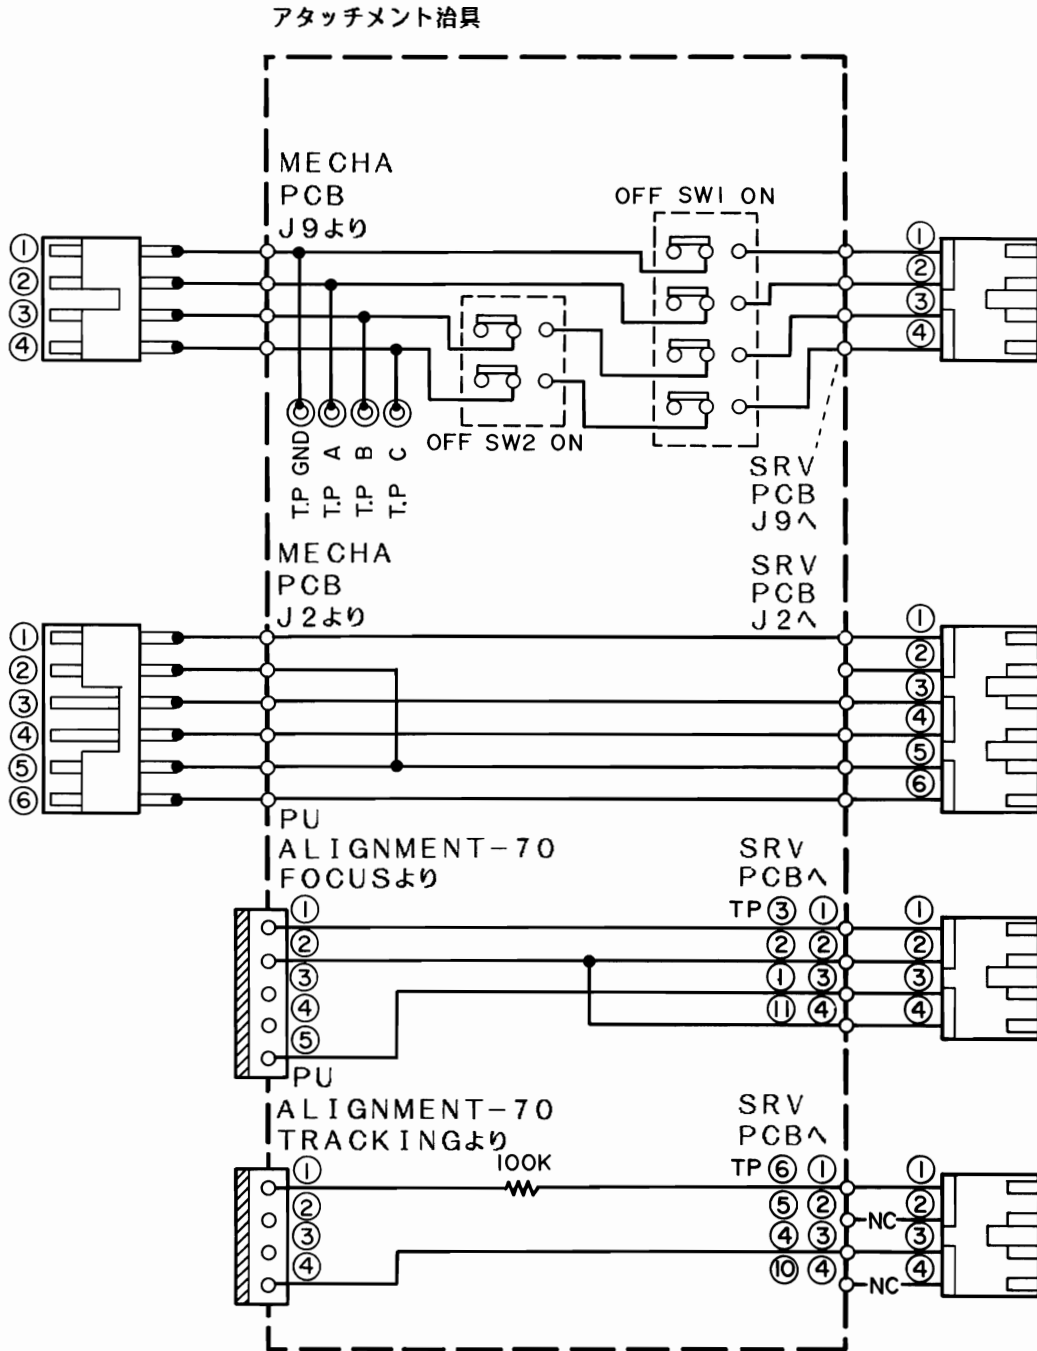 アタッチメント治具
MECHA
PCB
J9より
OFF SW1 ON
① ② ③ ④
① ② ③ ④
OFF SW2 ON
T.P GND
T.P A
T.P B
T.P C
SRV
PCB
J9へ
MECHA
PCB
J2より
SRV
PCB
J2へ
① ② ③ ④ ⑤ ⑥
① ② ③ ④ ⑤ ⑥
PU
ALIGNMENT-70
FOCUSより
SRV
PCBへ
① ② ③ ④ ⑤
TP ③ ① ①
② ② ②
① ③ ③
⑪ ④ ④
PU
ALIGNMENT-70
TRACKINGより
SRV
PCBへ
① ② ③ ④
100K
TP ⑥ ① ①
⑤ ② ②
NC
④ ③ ③
⑩ ④ ④
NC